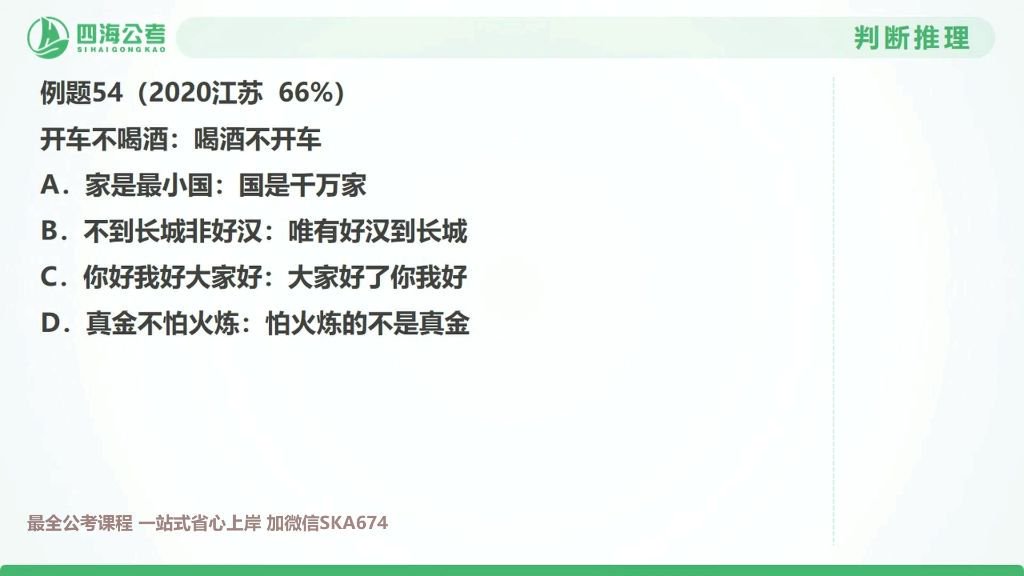 四海公考
SIHAIGONGKAO
判断推理
例题54（2020江苏 66%）
开车不喝酒：喝酒不开车
A．家是最小国：国是千万家
B．不到长城非好汉：唯有好汉到长城
C．你好我好大家好：大家好了你我好
D．真金不怕火炼：怕火炼的不是真金
最全公考课程 一站式省心上岸 加微信SKA674